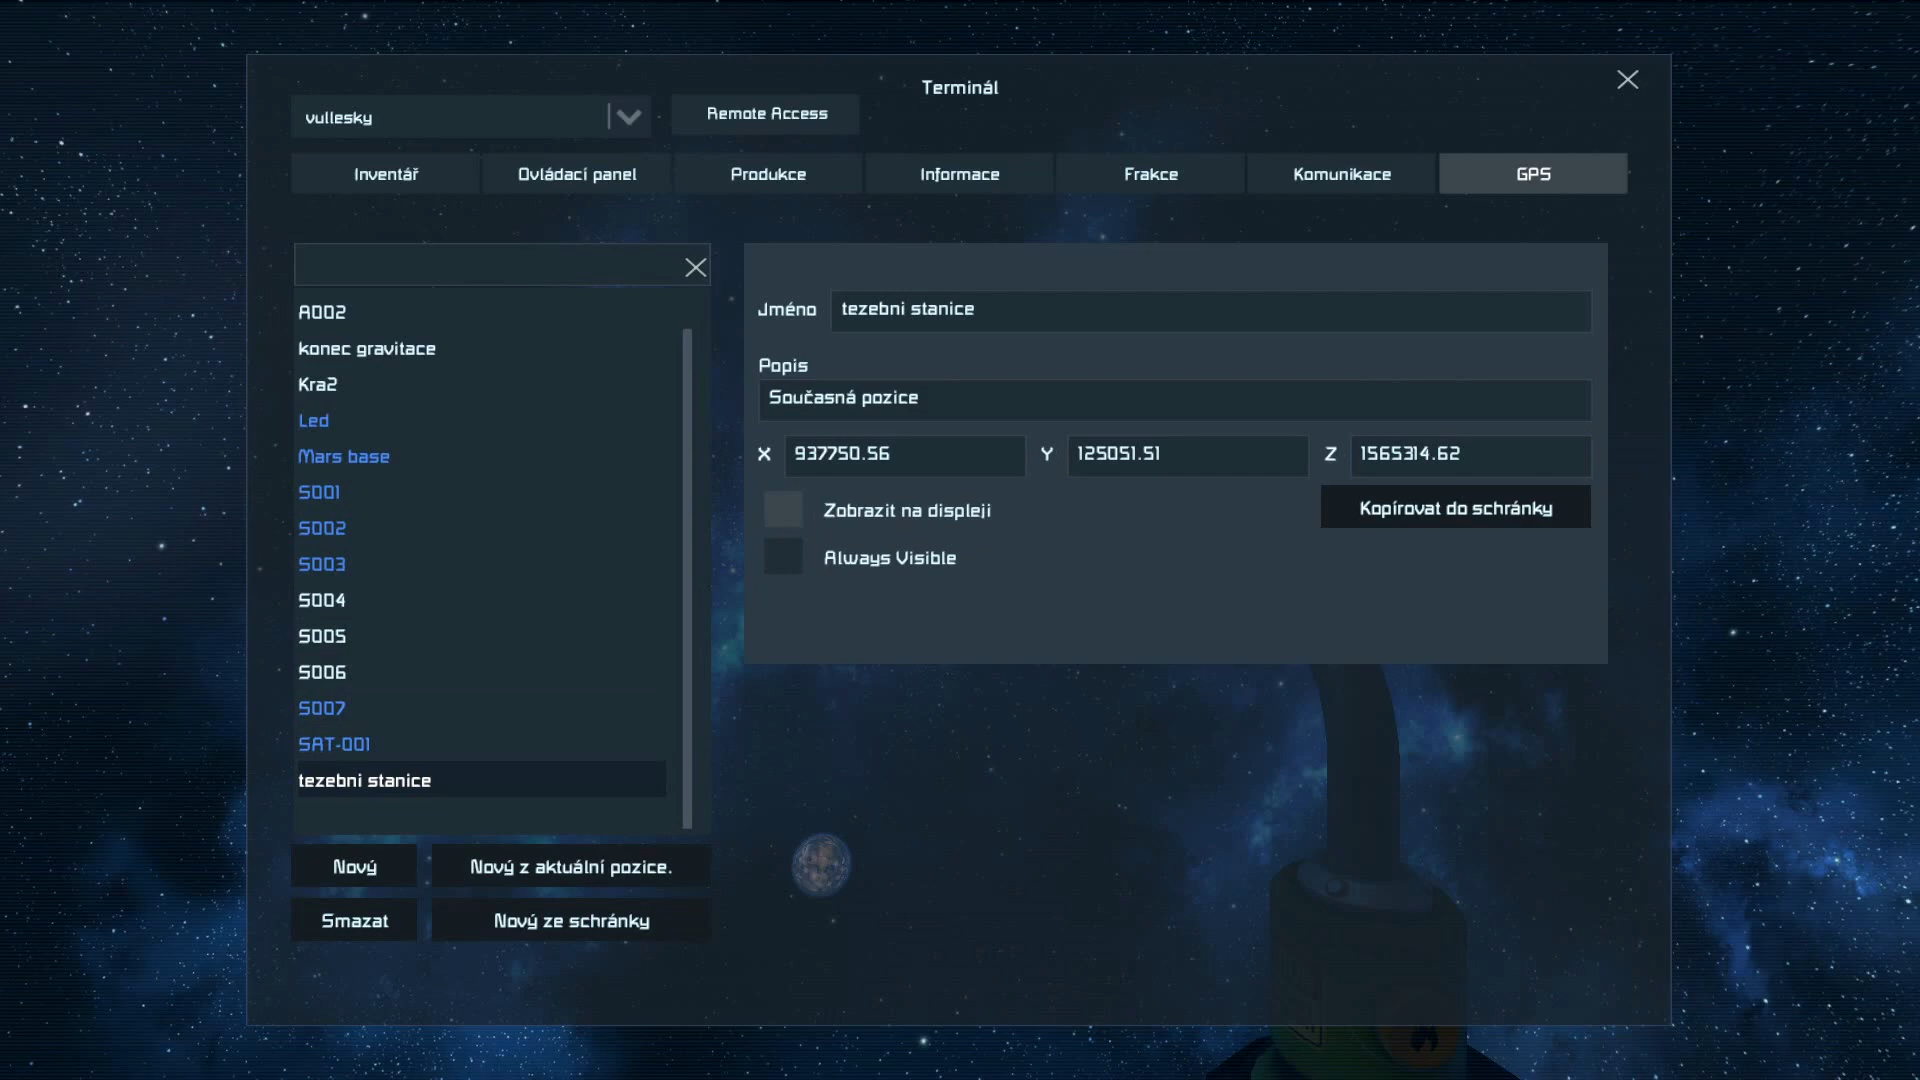 Terminál
vullesky
Remote Access
Inventář
Ovládací panel
Produkce
Informace
Frakce
Komunikace
GPS
A002
konec gravitace
Kra2
Led
Mars base
S001
S002
S003
S004
S005
S006
S007
SAT-001
tezebni stanice
Nový
Nový z aktuální pozice.
Smazat
Nový ze schránky
Jméno
tezebni stanice
Popis
Současná pozice
X 937750.56 Y 125051.51 Z 1565314.62
Zobrazit na displeji
Kopírovat do schránky
Always Visible